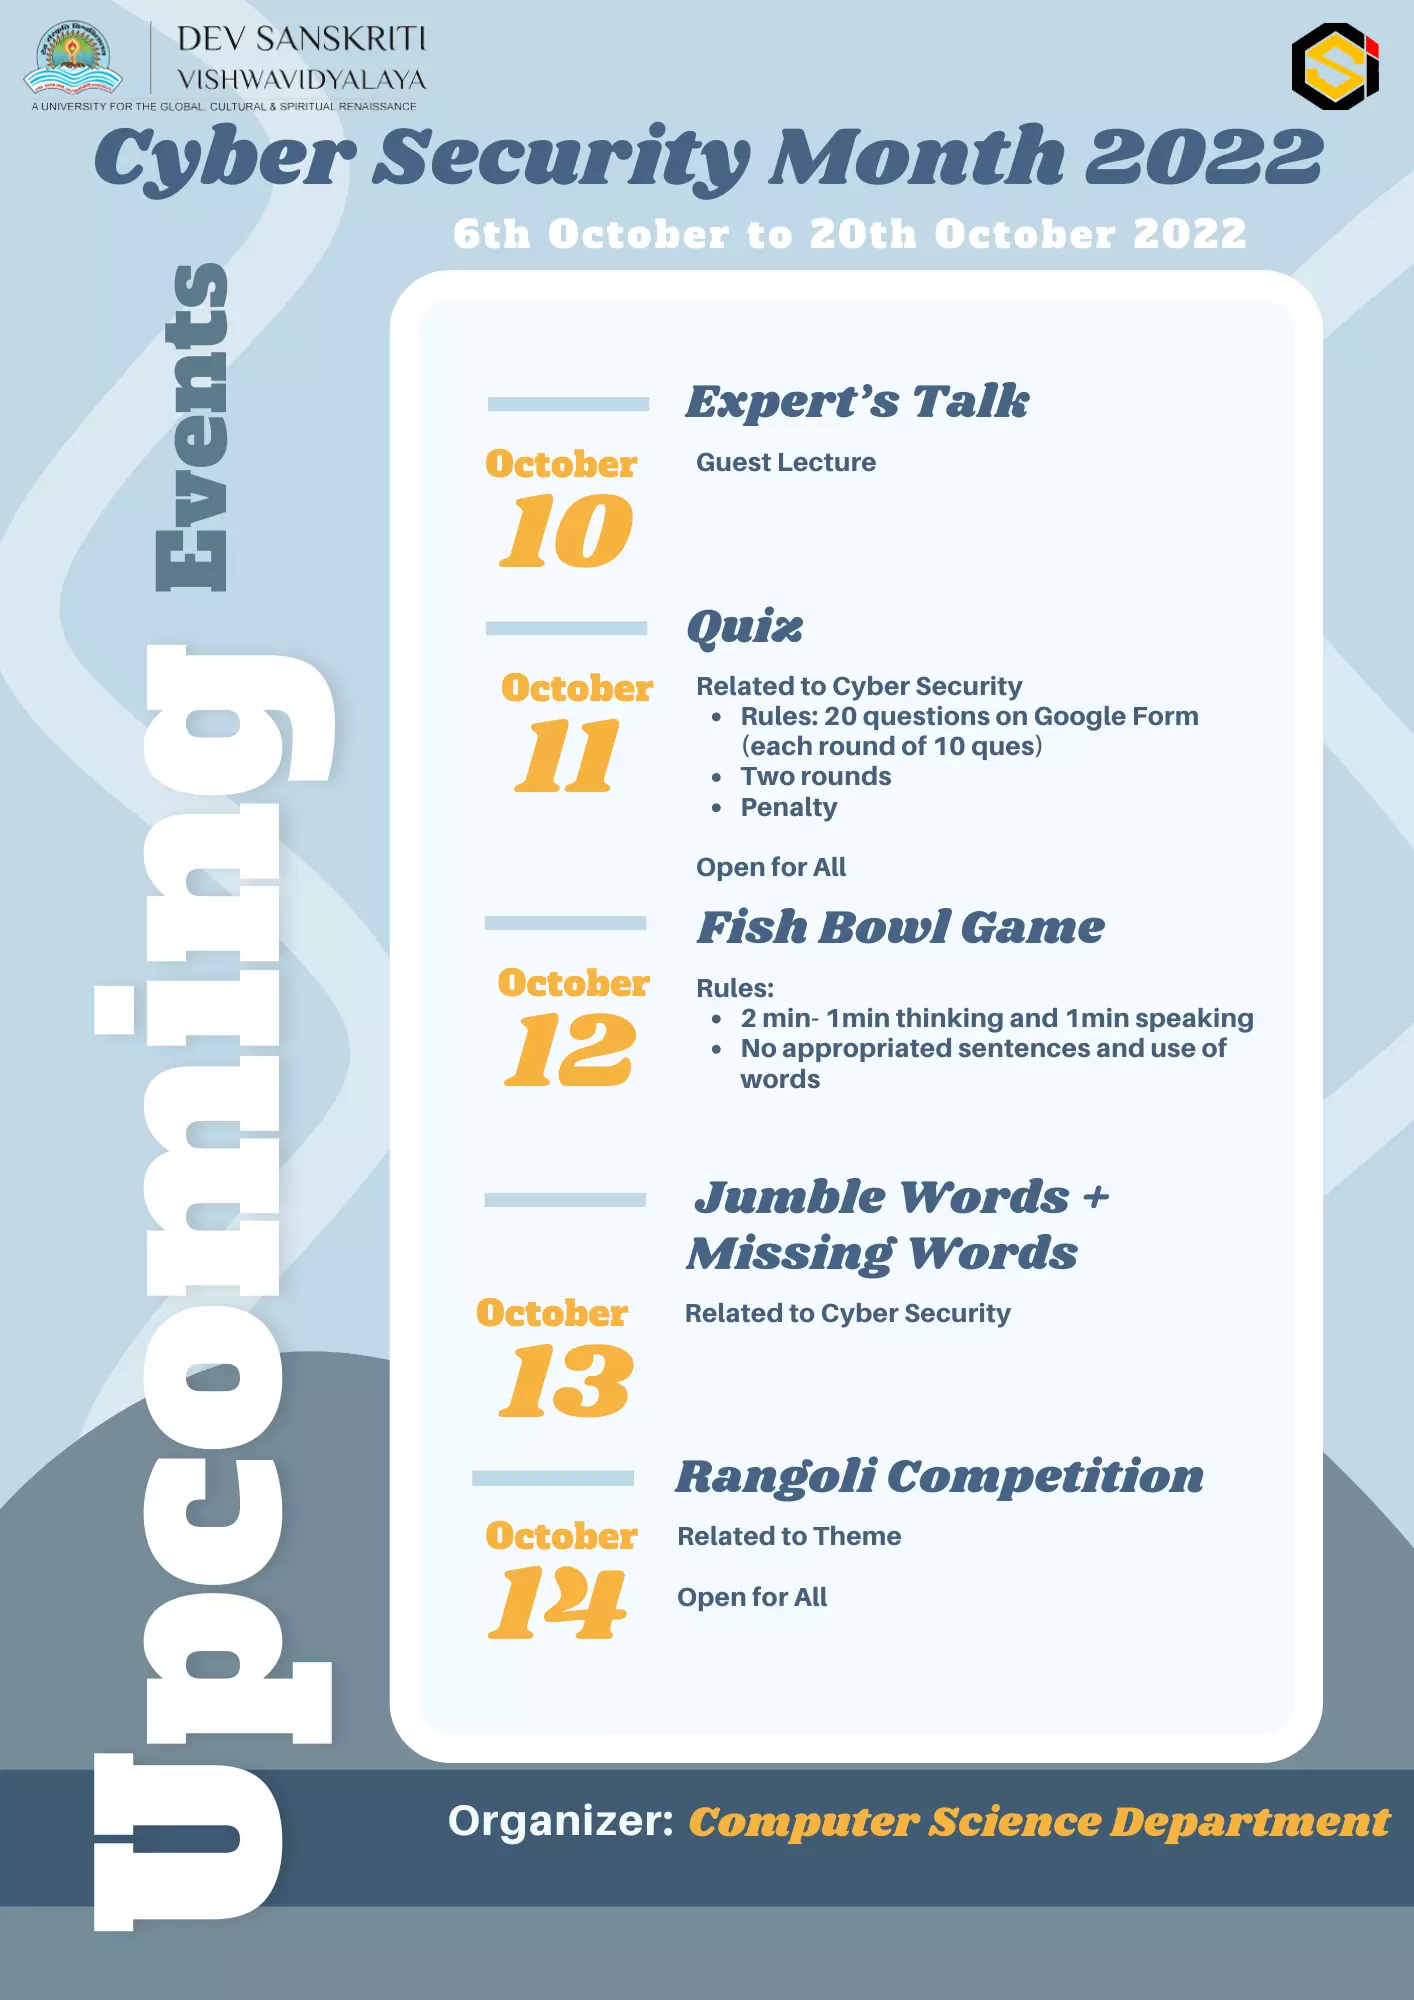 DEV SANSKRITI
VISHWAVIDYALAYA
A UNIVERSITY FOR THE GLOBAL, CULTURAL & SPIRITUAL RENAISSANCE
Cyber Security Month 2022
6th October to 20th October 2022
Upcoming Events
Expert's Talk
October
10
Guest Lecture
Quiz
October
11
Related to Cyber Security
• Rules: 20 questions on Google Form
(each round of 10 ques)
• Two rounds
• Penalty
Open for All
Fish Bowl Game
October
12
Rules:
• 2 min- 1min thinking and 1min speaking
• No appropriated sentences and use of
words
Jumble Words +
Missing Words
October
13
Related to Cyber Security
Rangoli Competition
October
14
Related to Theme
Open for All
Organizer: Computer Science Department